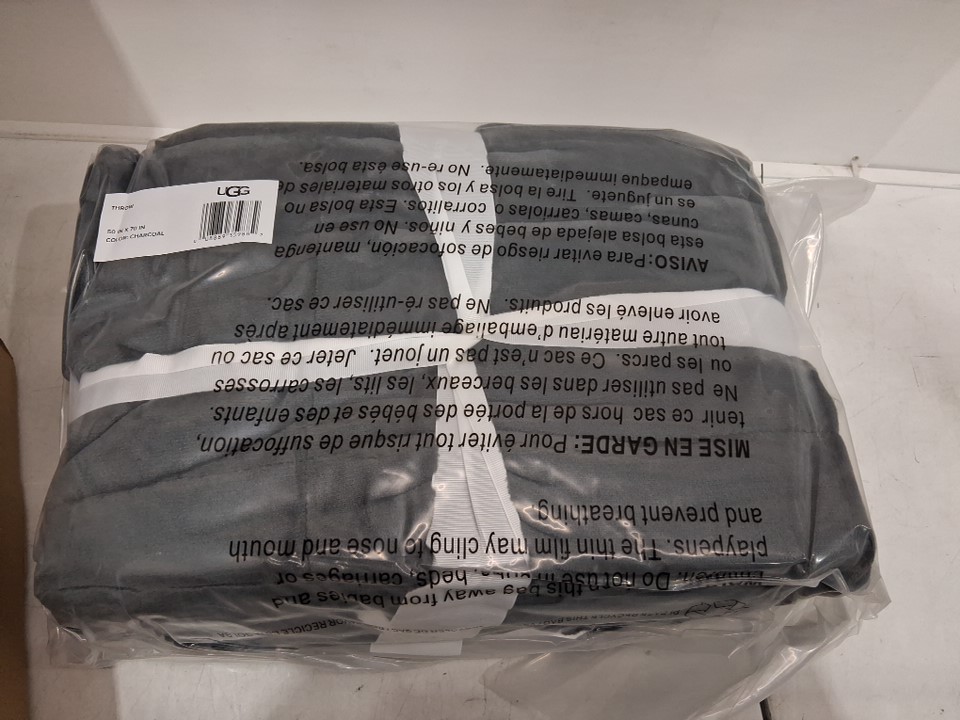 UGG
THROW
50 IN X 70 IN
COLOR: CHARCOAL
this bag away from babies and
Do not use in cribs, beds, carriages or
playpens. The thin film may cling to nose and mouth
and prevent breathing.
MISE EN GARDE: Pour éviter tout risque de suffocation,
tenir ce sac hors de la portée des bébés et des enfants.
Ne pas utiliser dans les berceaux, les lits, les carrosses
ou les parcs. Ce sac n'est pas un jouet. Jeter ce sac ou
tout autre matériau d'emballage immédiatement après
avoir enlevé les produits. Ne pas ré-utiliser ce sac.
AVISO: Para evitar riesgo de sofocación, mantenga
esta bolsa alejada de bébes y niños. No use en
cunas, camas, carriolas o corralitos. Esta bolsa no
es un juguete. Tire la bolsa y los otros materiales de
empaque immediatamente. No re-use ésta bolsa.